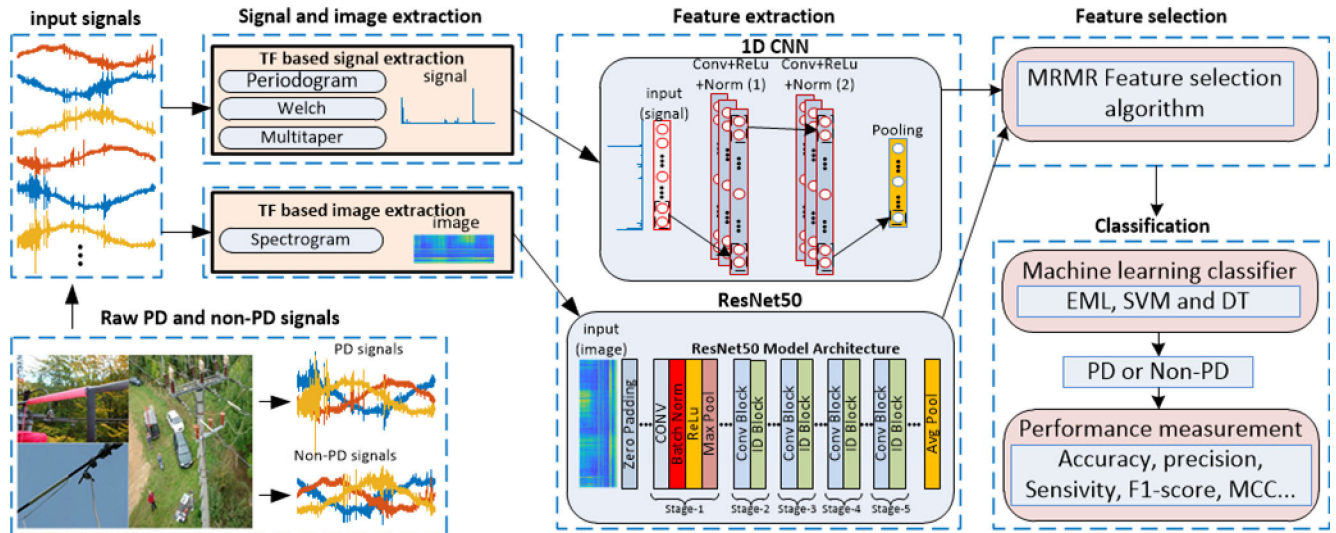 input signals
Signal and image extraction
TF based signal extraction
Periodogram
signal
Welch
Multitaper
TF based image extraction
image
Spectrogram
Raw PD and non-PD signals
PD signals
Non-PD signals
Feature extraction
1D CNN
Conv+ReLu
+Norm (1)
Conv+ReLu
+Norm (2)
input
(signal)
Pooling
ResNet50
input
(image)
ResNet50 Model Architecture
Zero Padding
CONV
Batch Norm
ReLu
Max Pool
Conv Block
ID Block
Conv Block
ID Block
Conv Block
ID Block
Conv Block
ID Block
Avg Pool
Stage-1
Stage-2
Stage-3
Stage-4
Stage-5
Feature selection
MRMR Feature selection
algorithm
Classification
Machine learning classifier
EML, SVM and DT
PD or Non-PD
Performance measurement
Accuracy, precision,
Sensivity, F1-score, MCC...